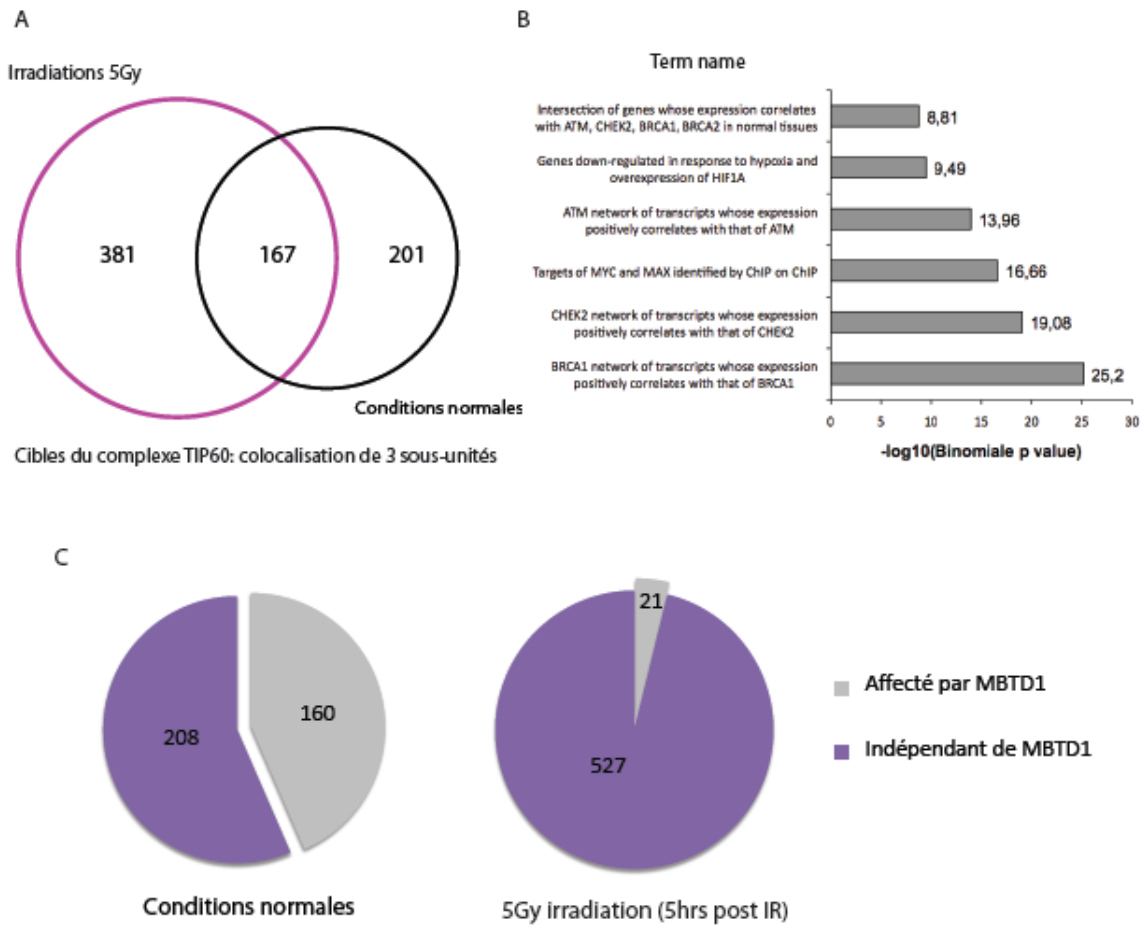 A
Irradiations 5Gy
381
167
201
Conditions normales
Cibles du complexe TIP60: colocalisation de 3 sous-unités
B
Term name
Intersection of genes whose expression correlates
with ATM, CHEK2, BRCA1, BRCA2 in normal tissues
8,81
Genes down-regulated in response to hypoxia and
overexpression of HIF1A
9,49
ATM network of transcripts whose expression
positively correlates with that of ATM
13,96
Targets of MYC and MAX identified by ChIP on ChIP
16,66
CHEK2 network of transcripts whose expression
positively correlates with that of CHEK2
19,08
BRCA1 network of transcripts whose expression
positively correlates with that of BRCA1
25,2
0 5 10 15 20 25 30
-log10(Binomiale p value)
C
208
160
Conditions normales
21
527
5Gy irradiation (5hrs post IR)
Affecté par MBTD1
Indépendant de MBTD1